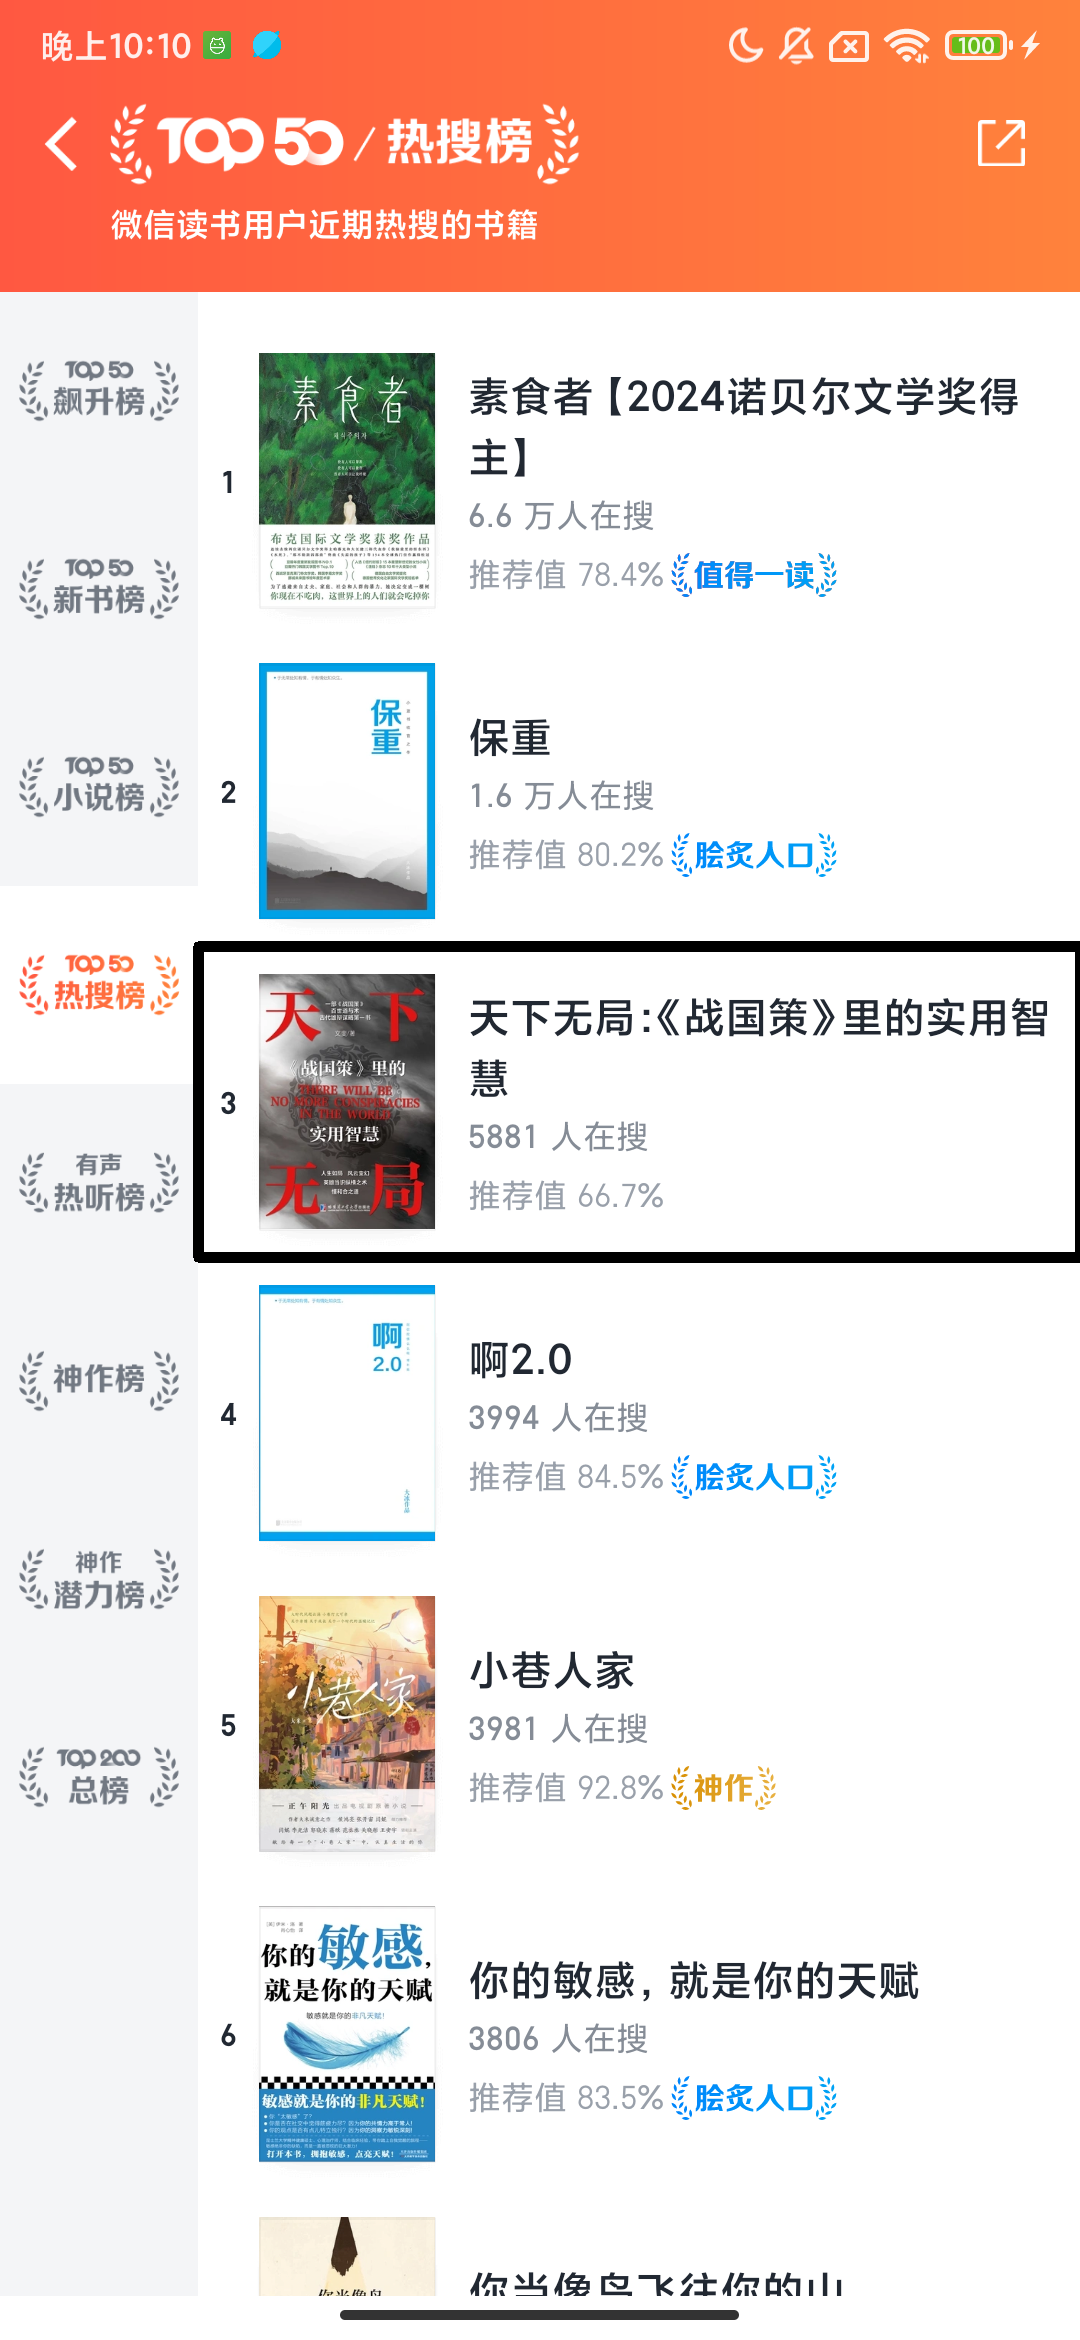 晚上10:10
100
TOP 50 / 热搜榜
微信读书用户近期热搜的书籍
TOP 50
飙升榜
TOP 50
新书榜
TOP 50
小说榜
TOP 50
热搜榜
有声
热听榜
神作榜
神作
潜力榜
TOP 200
总榜
1
素食者
布克国际文学奖获奖作品
你现在不吃肉，这世界上的人们就会吃掉你
素食者【2024诺贝尔文学奖得
主】
6.6 万人在搜
推荐值 78.4% 值得一读
2
保重
保重
1.6 万人在搜
推荐值 80.2% 脍炙人口
3
天下
《战国策》里的
THERE WILL BE
NO MORE CONSPIRACIES
IN THE WORLD
实用智慧
无局
天下无局:《战国策》里的实用智
慧
5881 人在搜
推荐值 66.7%
4
啊
2.0
大冰作品
啊2.0
3994 人在搜
推荐值 84.5% 脍炙人口
5
小巷人家
小巷人家
3981 人在搜
推荐值 92.8% 神作
6
你的敏感,
就是你的天赋
敏感就是你的非凡天赋!
敏感就是你的非凡天赋!
打开本书，拥抱敏感，点亮天赋!
你的敏感，就是你的天赋
3806 人在搜
推荐值 83.5% 脍炙人口
你当像鸟
你当像鸟飞往你的山